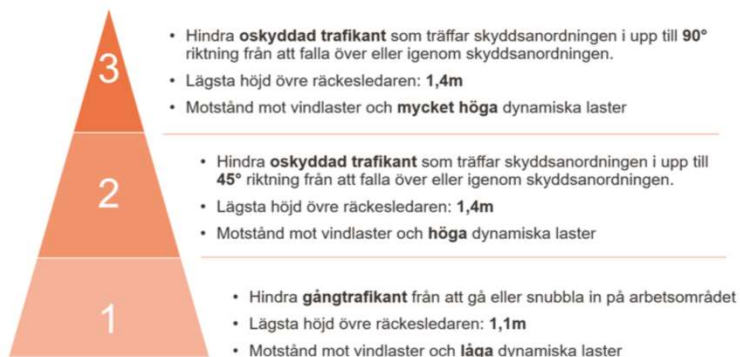 3
• Hindra oskyddad trafikant som träffar skyddsanordningen i upp till 90°
riktning från att falla över eller igenom skyddsanordningen.
• Lägsta höjd övre räckesledaren: 1,4m
• Motstånd mot vindlaster och mycket höga dynamiska laster
2
• Hindra oskyddad trafikant som träffar skyddsanordningen i upp till
45° riktning från att falla över eller igenom skyddsanordningen.
• Lägsta höjd övre räckesledaren: 1,4m
• Motstånd mot vindlaster och höga dynamiska laster
1
• Hindra gångtrafikant från att gå eller snubbla in på arbetsområdet
• Lägsta höjd övre räckesledaren: 1,1m
• Motstånd mot vindlaster och låga dynamiska laster